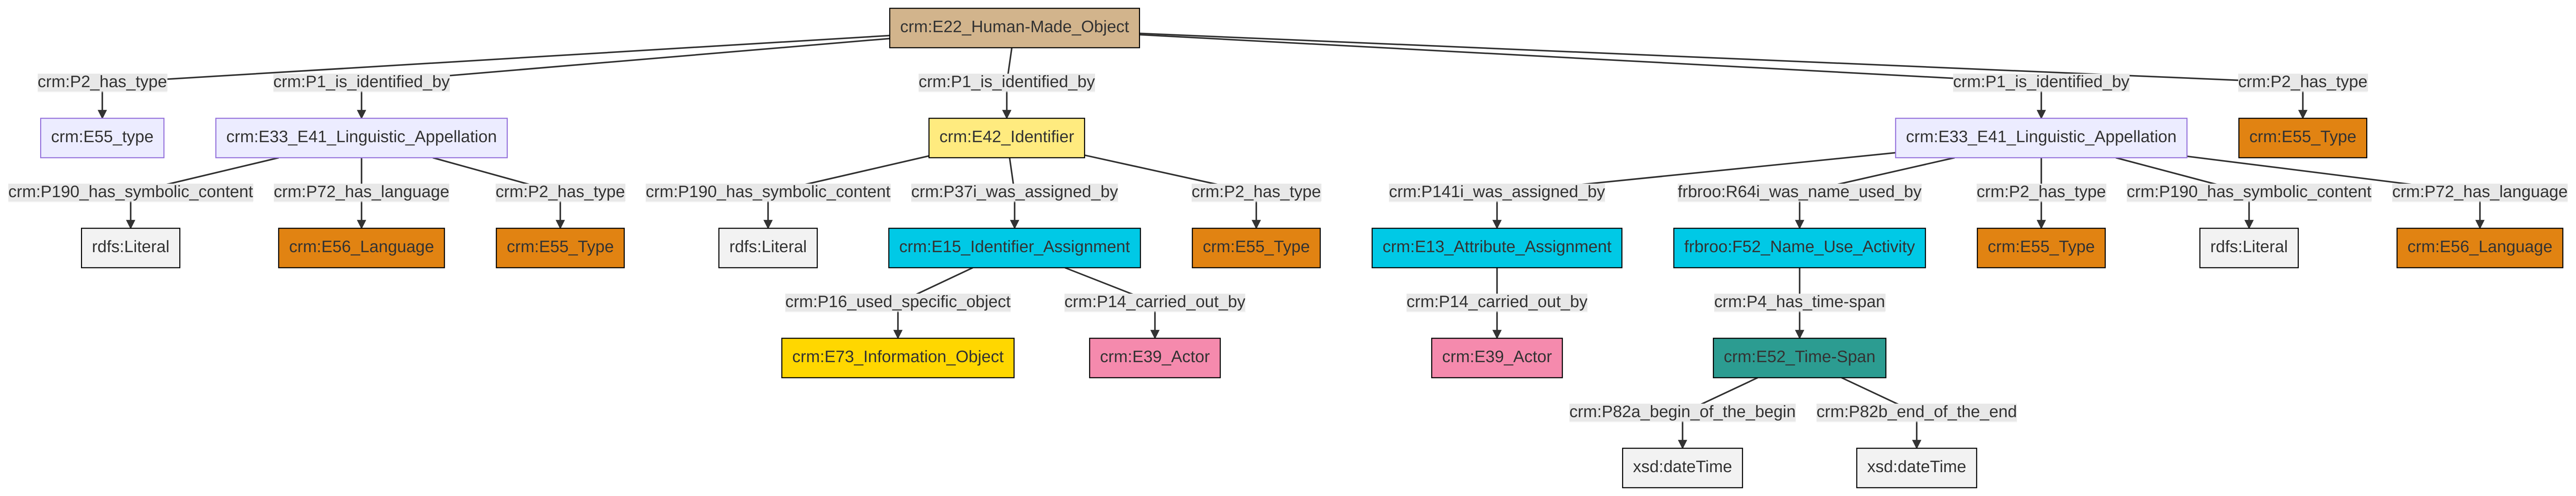 crm:E22_Human-Made_Object
crm:P2_has_type
crm:P1_is_identified_by
crm:P1_is_identified_by
crm:P1_is_identified_by
crm:P2_has_type
crm:E55_type
crm:E33_E41_Linguistic_Appellation
crm:E42_Identifier
crm:E33_E41_Linguistic_Appellation
crm:E55_Type
crm:P190_has_symbolic_content
crm:P72_has_language
crm:P2_has_type
crm:P190_has_symbolic_content
crm:P37i_was_assigned_by
crm:P2_has_type
crm:P141i_was_assigned_by
frbroo:R64i_was_name_used_by
crm:P2_has_type
crm:P190_has_symbolic_content
crm:P72_has_language
rdfs:Literal
crm:E56_Language
crm:E55_Type
rdfs:Literal
crm:E15_Identifier_Assignment
crm:E55_Type
crm:E13_Attribute_Assignment
frbroo:F52_Name_Use_Activity
crm:E55_Type
rdfs:Literal
crm:E56_Language
crm:P16_used_specific_object
crm:P14_carried_out_by
crm:P14_carried_out_by
crm:P4_has_time-span
crm:E73_Information_Object
crm:E39_Actor
crm:E39_Actor
crm:E52_Time-Span
crm:P82a_begin_of_the_begin
crm:P82b_end_of_the_end
xsd:dateTime
xsd:dateTime